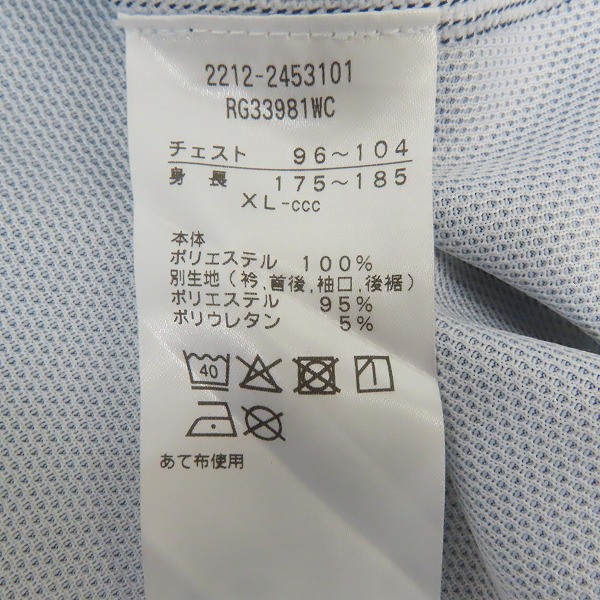 2212-2453101
RG33981WC
チェスト 96～104
身長 175～185
XL-ccc
本体
ポリエステル 100%
別生地(衿,首後,袖口,後裾)
ポリエステル 95%
ポリウレタン 5%
40
あて布使用